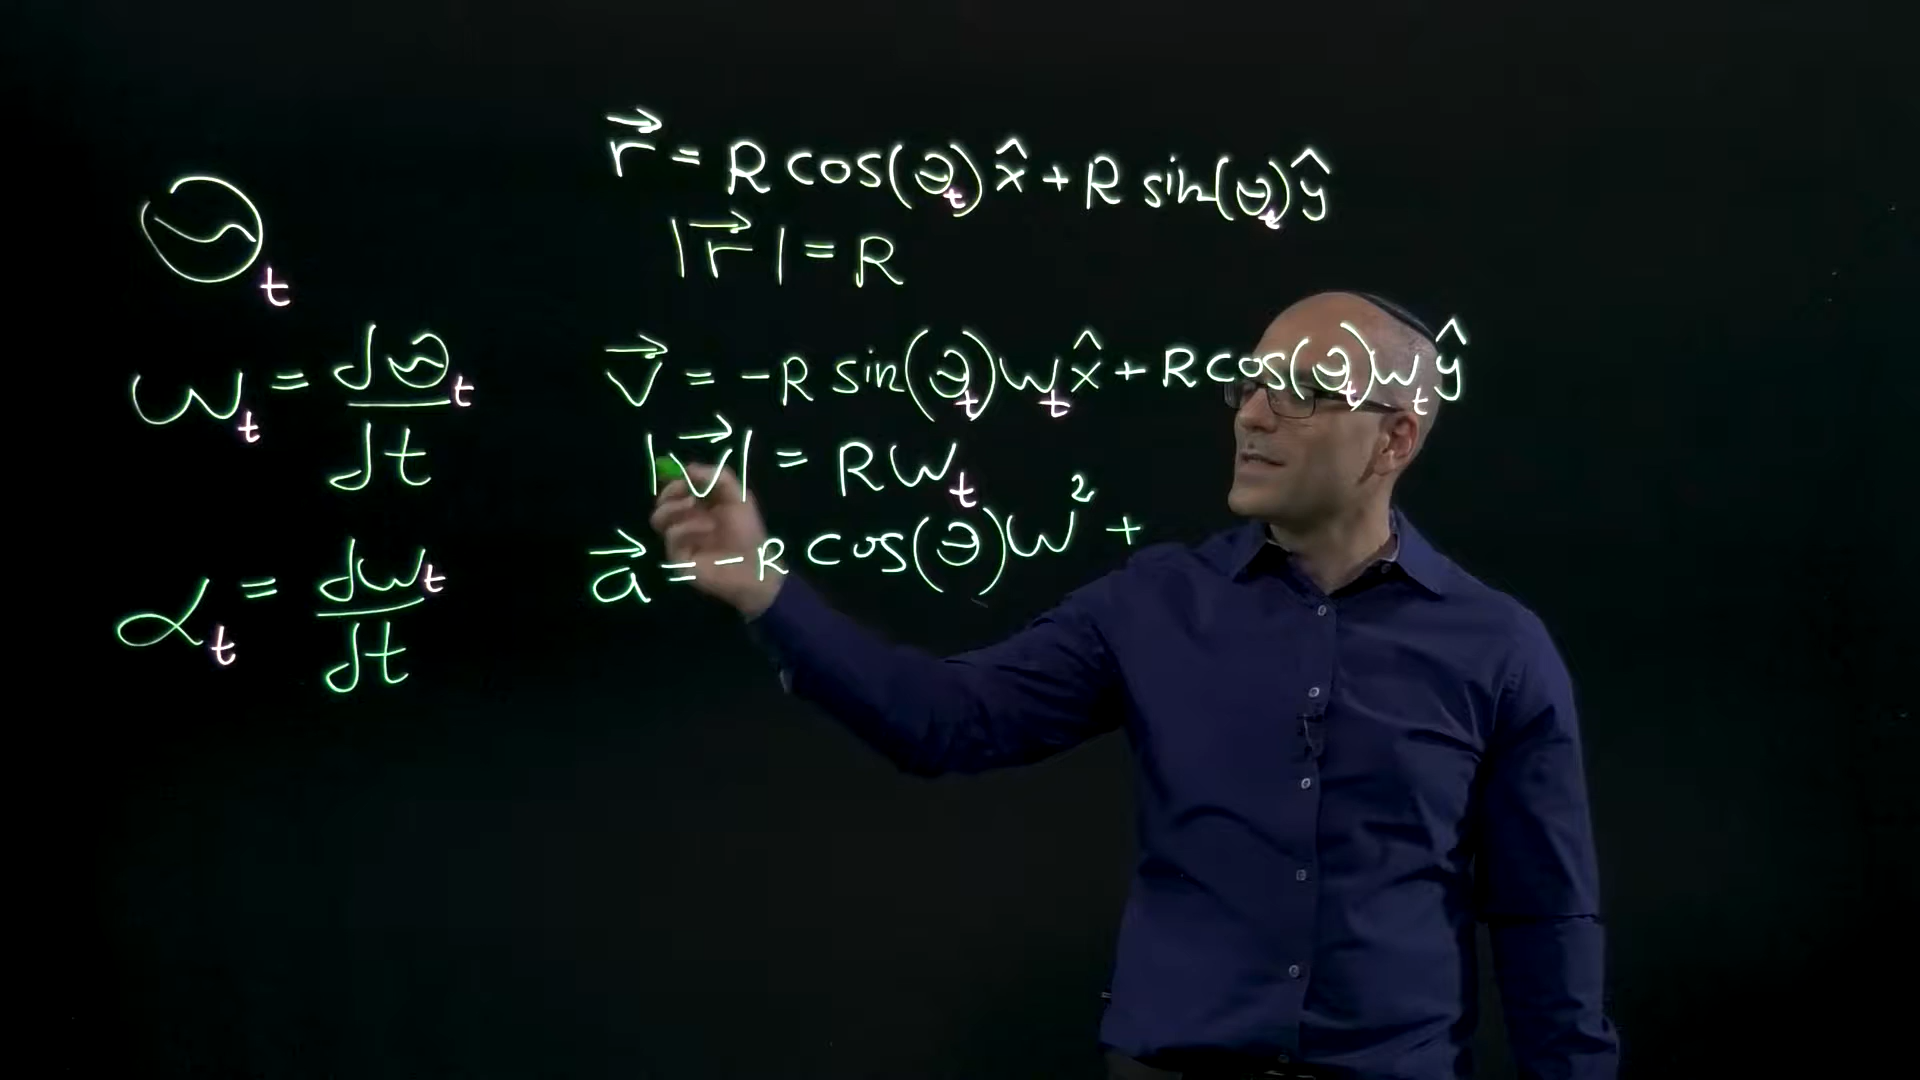 θ_t
ω_t = dθ_t/dt
α_t = dω_t/dt
r⃗ = R cos(θ_t) x̂ + R sin(θ_t) ŷ
|r⃗| = R
v⃗ = -R sin(θ_t) ω_t x̂ + R cos(θ_t) ω_t ŷ
|v⃗| = R ω_t
a⃗ = -R cos(θ) ω² +